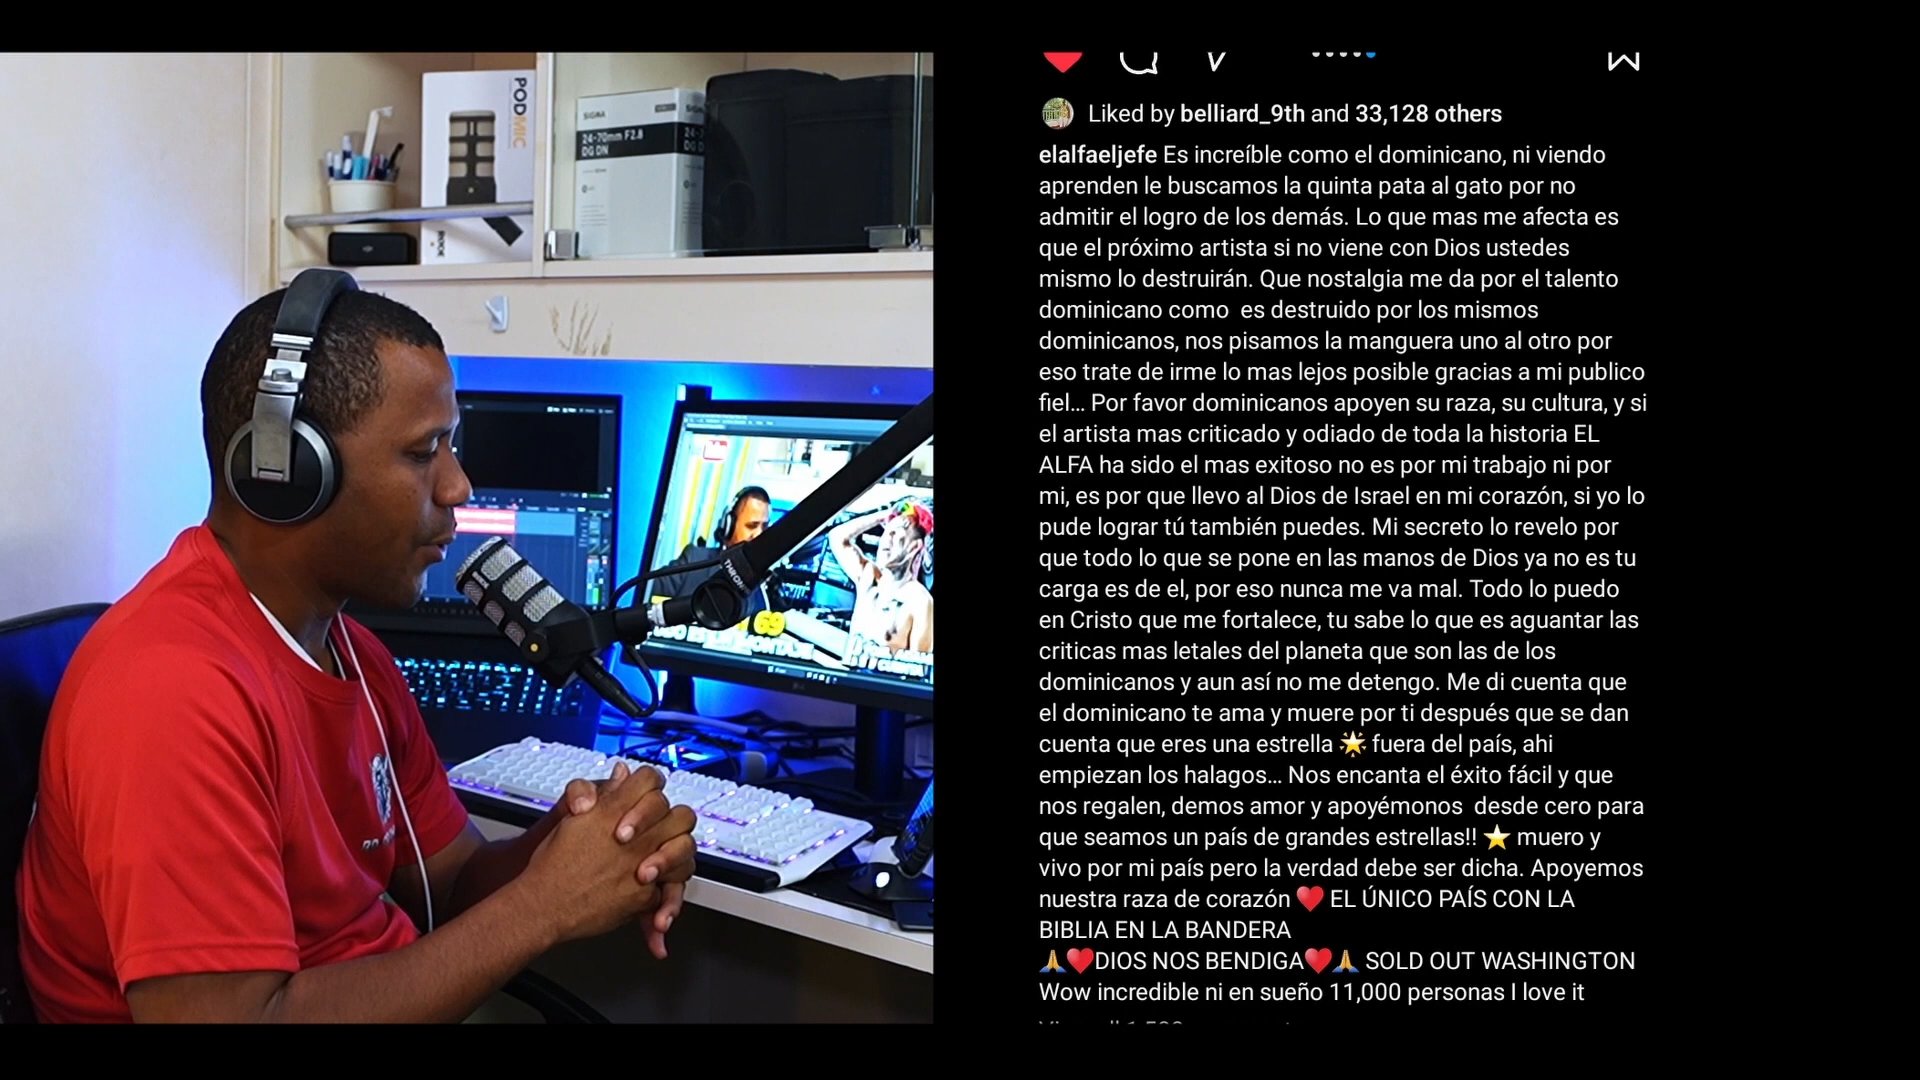 PODMIC
RODE
SIGMA
24-70mm F2.8
DG DN
24-7
DG D
69
Liked by belliard_9th and 33,128 others
elalfaeljefe Es increíble como el dominicano, ni viendo
aprenden le buscamos la quinta pata al gato por no
admitir el logro de los demás. Lo que mas me afecta es
que el próximo artista si no viene con Dios ustedes
mismo lo destruirán. Que nostalgia me da por el talento
dominicano como  es destruido por los mismos
dominicanos, nos pisamos la manguera uno al otro por
eso trate de irme lo mas lejos posible gracias a mi publico
fiel... Por favor dominicanos apoyen su raza, su cultura, y si
el artista mas criticado y odiado de toda la historia EL
ALFA ha sido el mas exitoso no es por mi trabajo ni por
mi, es por que llevo al Dios de Israel en mi corazón, si yo lo
pude lograr tú también puedes. Mi secreto lo revelo por
que todo lo que se pone en las manos de Dios ya no es tu
carga es de el, por eso nunca me va mal. Todo lo puedo
en Cristo que me fortalece, tu sabe lo que es aguantar las
criticas mas letales del planeta que son las de los
dominicanos y aun así no me detengo. Me di cuenta que
el dominicano te ama y muere por ti después que se dan
cuenta que eres una estrella 🌟 fuera del país, ahi
empiezan los halagos... Nos encanta el éxito fácil y que
nos regalen, demos amor y apoyémonos  desde cero para
que seamos un país de grandes estrellas!! ⭐ muero y
vivo por mi país pero la verdad debe ser dicha. Apoyemos
nuestra raza de corazón ♥️ EL ÚNICO PAÍS CON LA
BIBLIA EN LA BANDERA
🙏♥️DIOS NOS BENDIGA♥️🙏 SOLD OUT WASHINGTON
Wow incredible ni en sueño 11,000 personas I love it